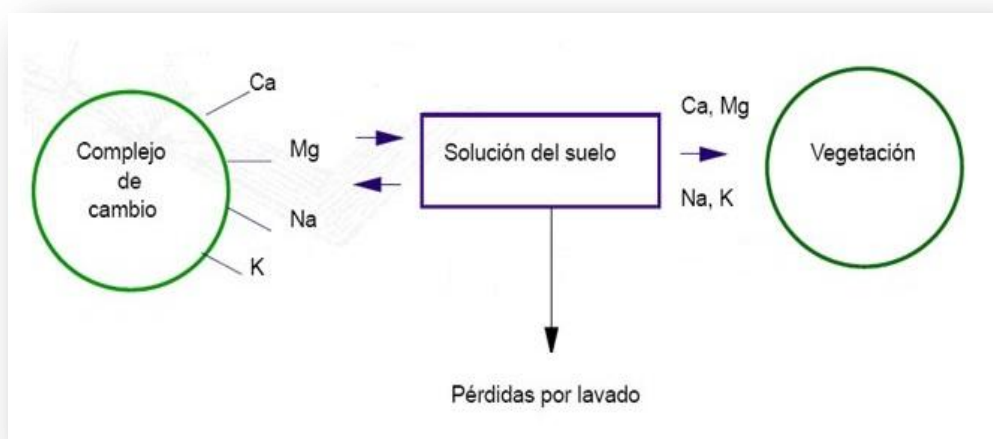 Complejo
de
cambio
Ca
Mg
Na
K
Solución del suelo
Ca, Mg
Na, K
Vegetación
Pérdidas por lavado